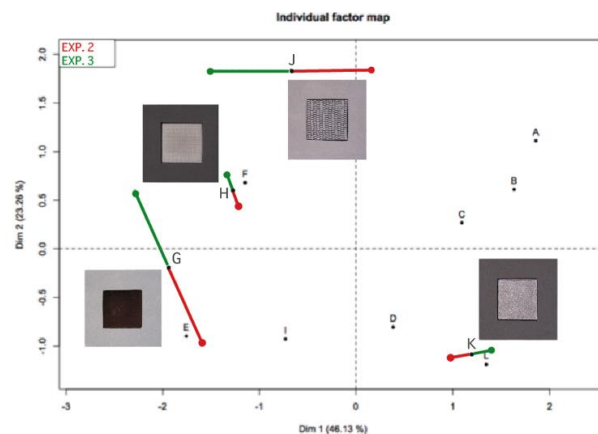 Individual factor map
EXP. 2
EXP. 3
J
A
F
B
H
C
G
E
I
D
K
L
2.0
1.5
1.0
0.5
0.0
-0.5
-1.0
Dim 2 (23.26 %)
-3
-2
-1
0
1
2
Dim 1 (46.13 %)